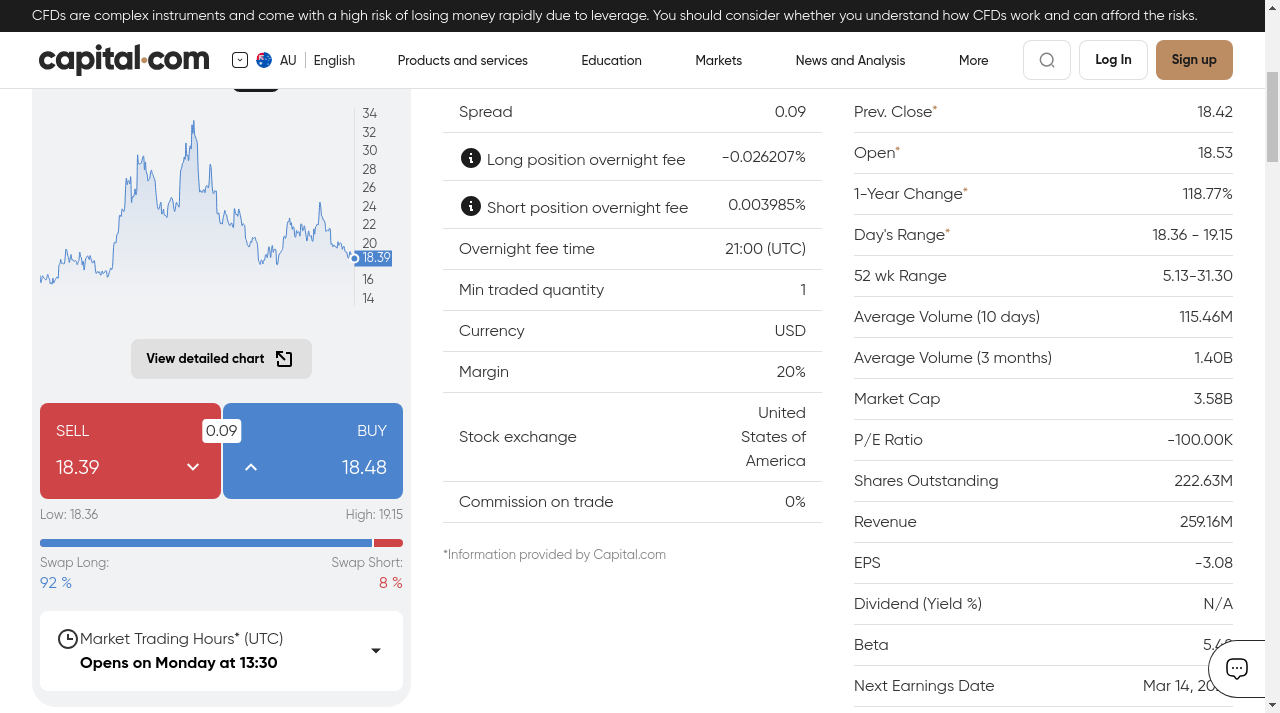 CFDs are complex instruments and come with a high risk of losing money rapidly due to leverage. You should consider whether you understand how CFDs work and can afford the risks.
capital.com AU English Products and services Education Markets News and Analysis More Log In Sign up
34
32
30
28
26
24
22
20
18.39
16
14
View detailed chart
SELL 0.09 BUY
18.39 18.48
Low: 18.36 High: 19.15
Swap Long: Swap Short:
92 % 8 %
Market Trading Hours* (UTC)
Opens on Monday at 13:30
Spread 0.09
Long position overnight fee -0.026207%
Short position overnight fee 0.003985%
Overnight fee time 21:00 (UTC)
Min traded quantity 1
Currency USD
Margin 20%
Stock exchange United
States of
America
Commission on trade 0%
*Information provided by Capital.com
Prev. Close* 18.42
Open* 18.53
1-Year Change* 118.77%
Day's Range* 18.36 - 19.15
52 wk Range 5.13-31.30
Average Volume (10 days) 115.46M
Average Volume (3 months) 1.40B
Market Cap 3.58B
P/E Ratio -100.00K
Shares Outstanding 222.63M
Revenue 259.16M
EPS -3.08
Dividend (Yield %) N/A
Beta
Next Earnings Date Mar 14,